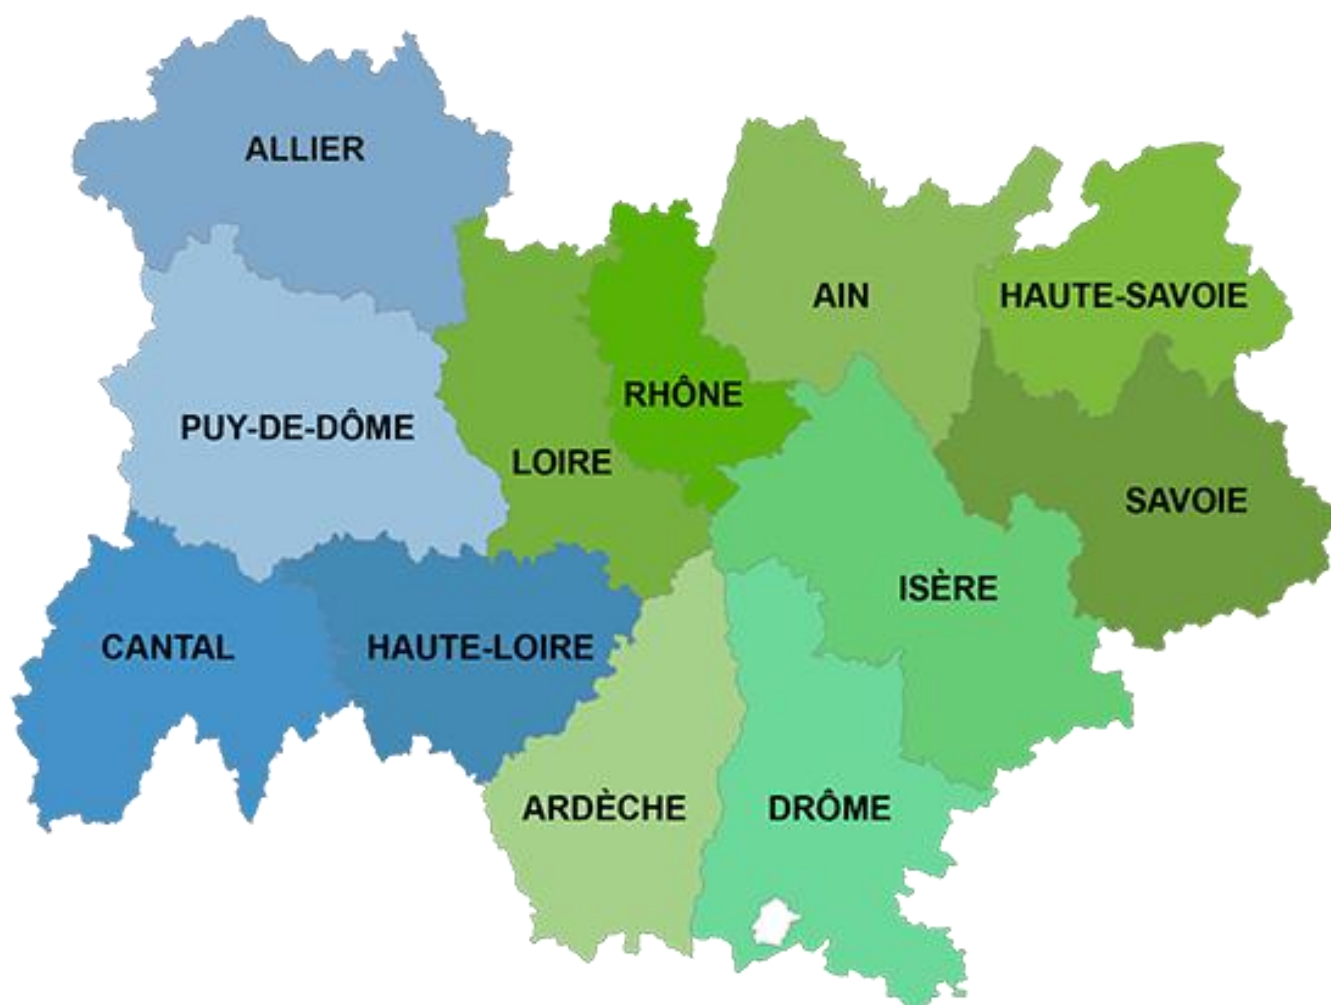 ALLIER
AIN
HAUTE-SAVOIE
RHÔNE
PUY-DE-DÔME
LOIRE
SAVOIE
ISÈRE
CANTAL
HAUTE-LOIRE
ARDÈCHE
DRÔME